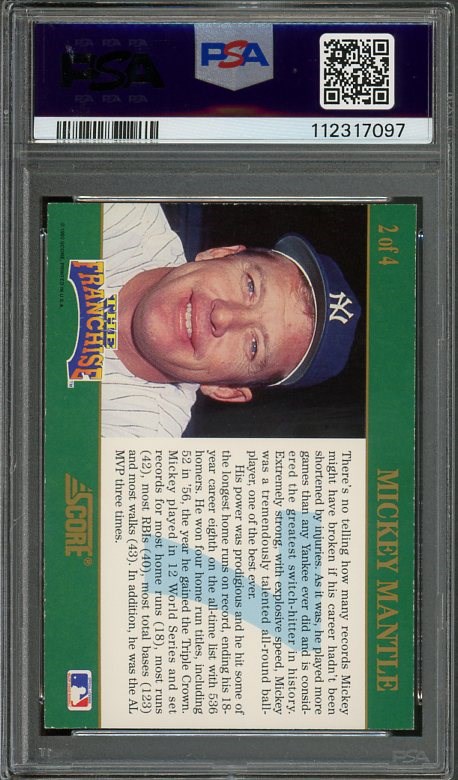 PSA
PSA
112317097
2 of 4
MICKEY MANTLE
NY
There's no telling how many records Mickey
might have broken if his career hadn't been
shortened by injuries. As it was, he played more
games than any Yankee ever did and is consid-
ered the greatest switch-hitter in history.
Extremely strong, with explosive speed, Mickey
was a tremendously talented all-round ball-
player, one of the best ever.
His power was prodigious and he hit some of
the longest home runs on record ending his 18-
year career eighth on the all-time list with 536
homers. He won four home run titles, including
52 in '56, the year he gained the Triple Crown.
Mickey played in 12 World Series and set
records for most home runs (18), most runs
(42), most RBIs (40), most total bases (123)
and most walks (43). In addition, he was the AL
MVP three times.
THE
FRANCHISE™
SCORE®